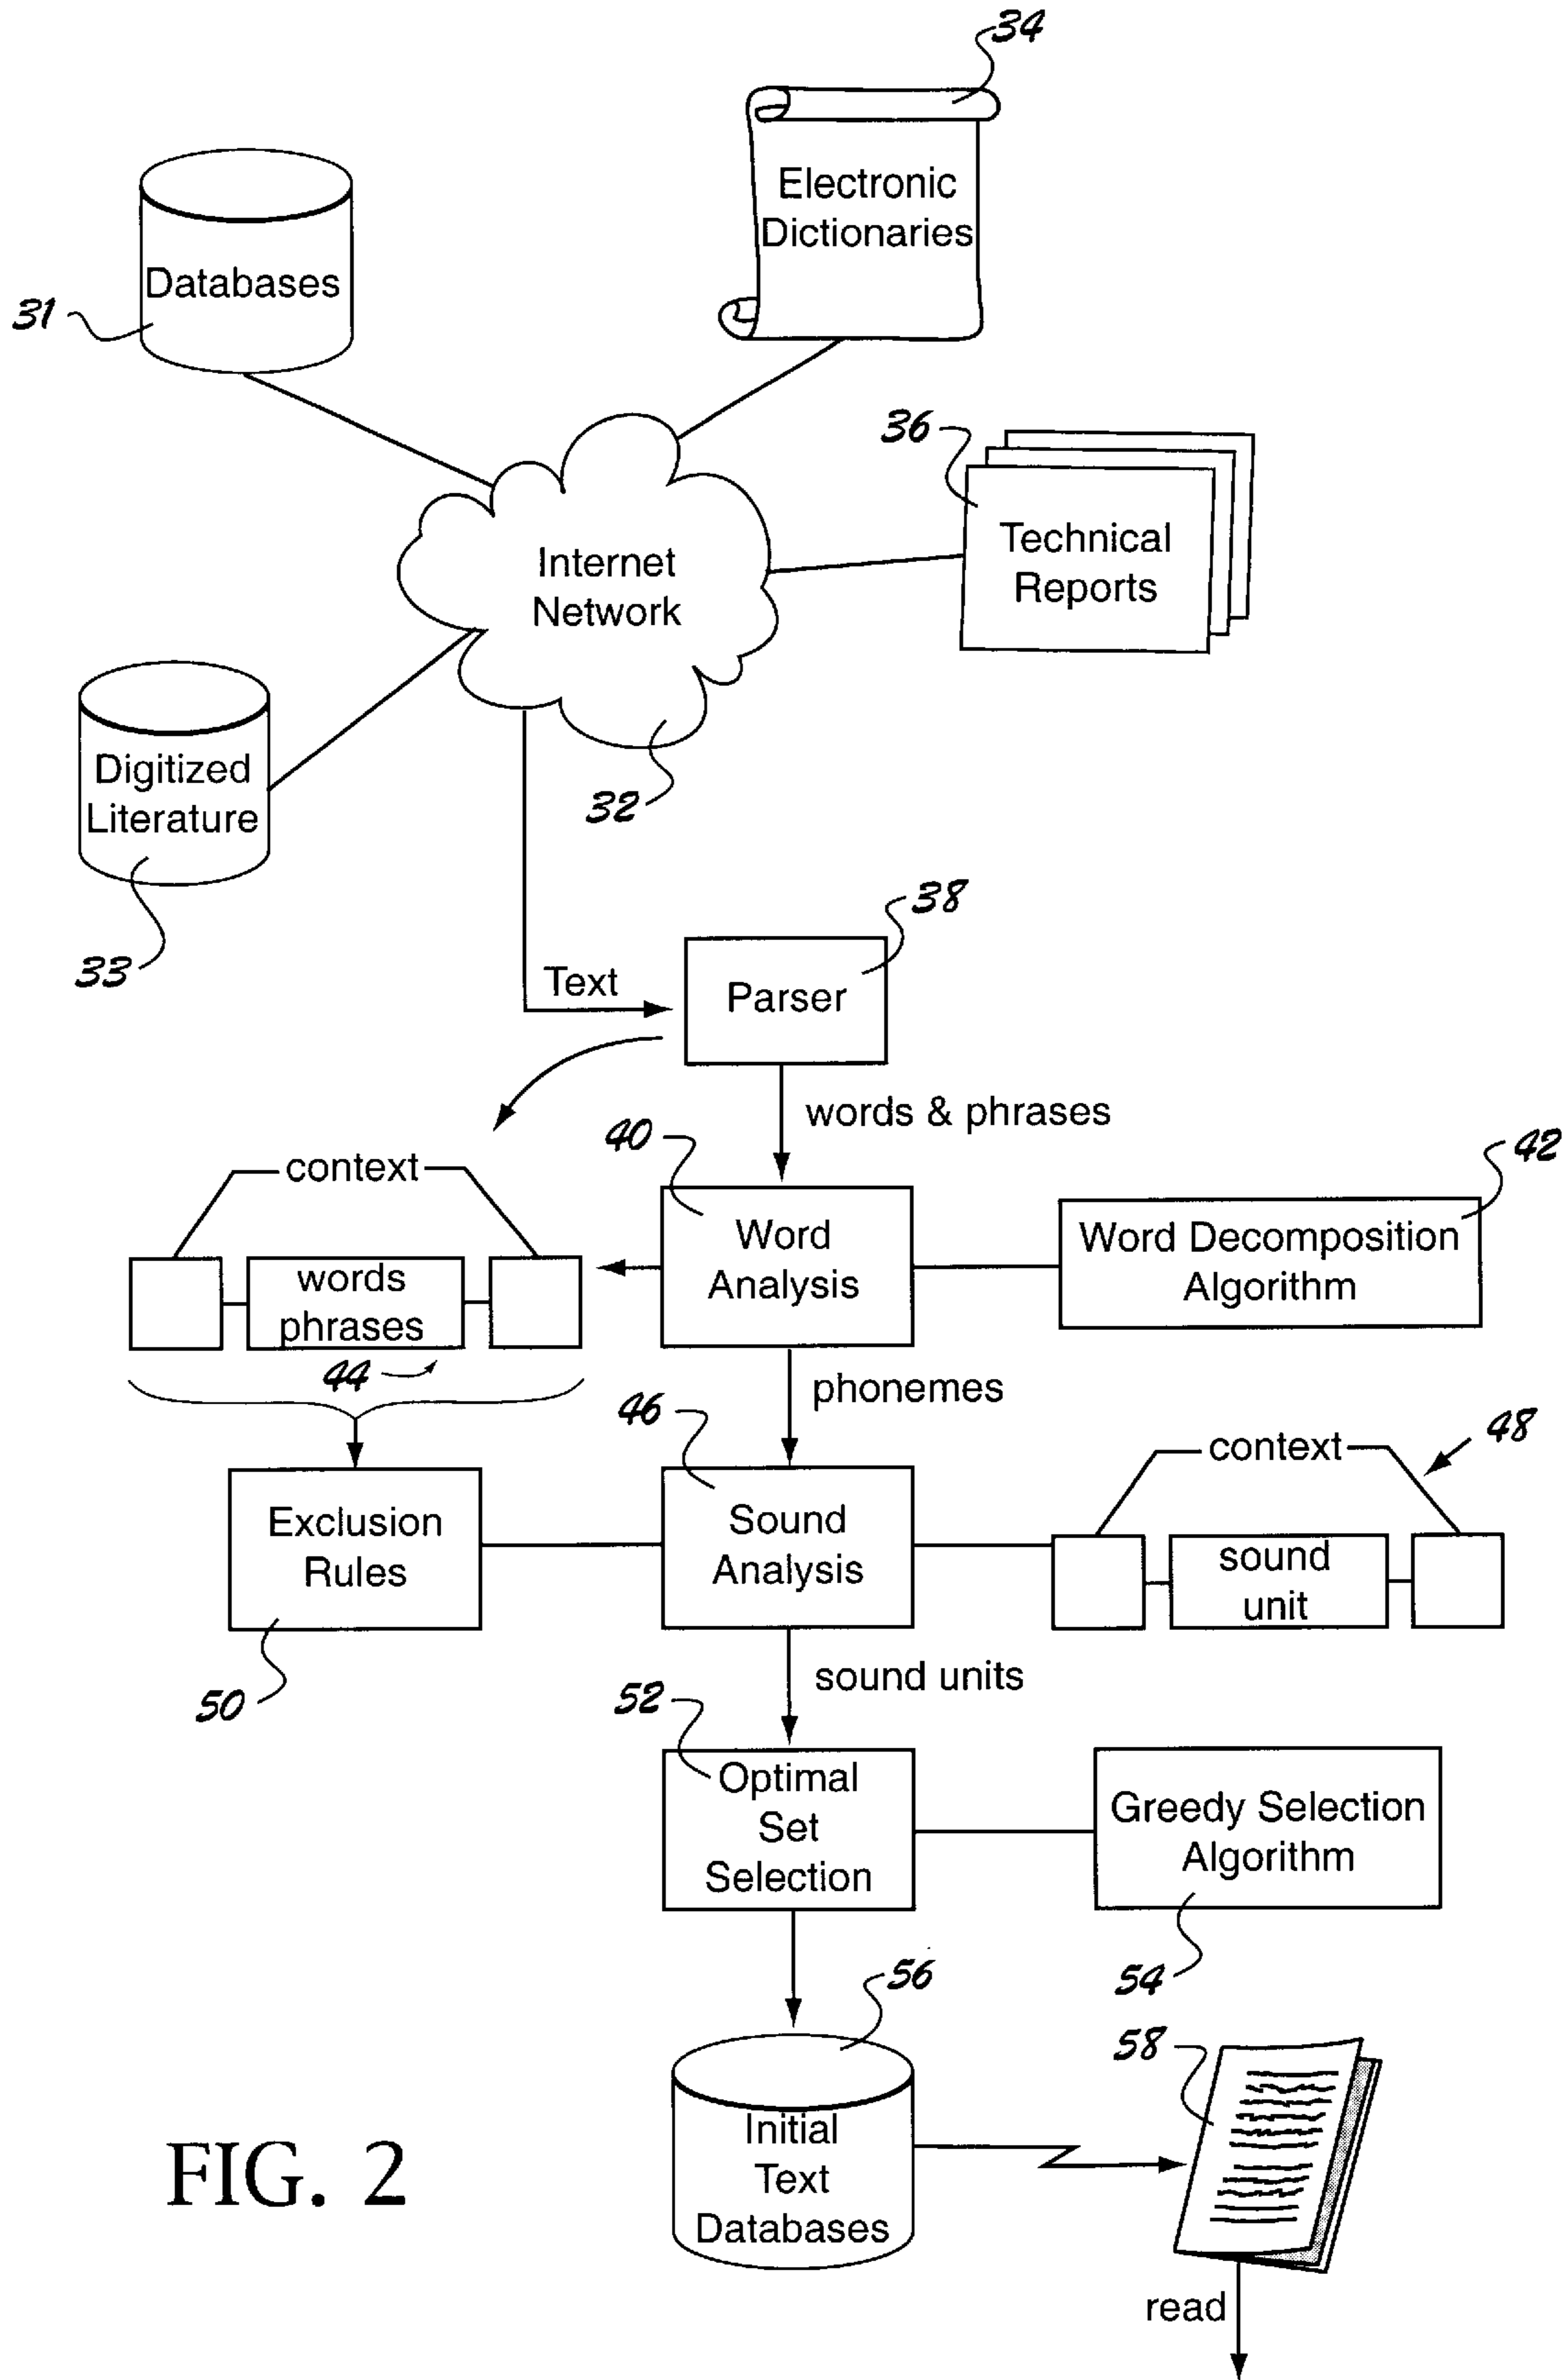 34
Electronic
Dictionaries
Databases
31
36
Technical
Reports
Internet
Network
Digitized
Literature
32
33
38
Text
Parser
words & phrases
40
42
context
Word
Analysis
Word Decomposition
Algorithm
words
phrases
44
phonemes
46
48
context
Exclusion
Rules
Sound
Analysis
sound
unit
50
sound units
52
Optimal
Set
Selection
Greedy Selection
Algorithm
54
56
58
Initial
Text
Databases
FIG. 2
read